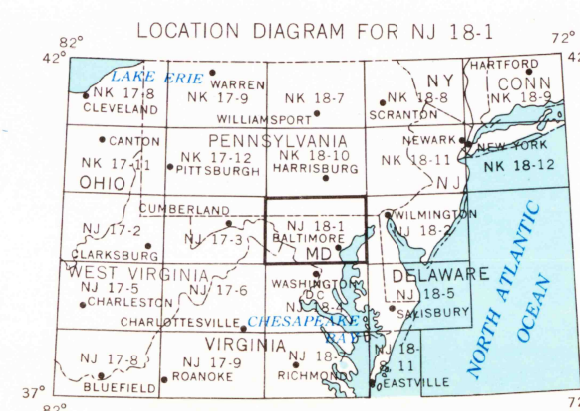 LOCATION DIAGRAM FOR NJ 18-1
82° 72°
42° 42
HARTFORD
LAKE ERIE WARREN NY CONN
NK 17-8 NK 17-9 NK 18-7 NK 18-8 NK 18-9
CLEVELAND WILLIAMSPORT SCRANTON
CANTON PENNSYLVANIA NEWARK NEW YORK
NK 17-11 NK 17-12 NK 18-10 NK 18-11 NK 18-12
PITTSBURGH HARRISBURG
OHIO NJ
CUMBERLAND WILMINGTON
NJ 17-2 NJ 17-3 NJ 18-1 NJ 18-2
CLARKSBURG BALTIMORE
MD
WEST VIRGINIA WASHINGTON DELAWARE
NJ 17-5 NJ 17-6 DC NJ 18-5
CHARLESTON NJ 18-4 SALISBURY
CHARLOTTESVILLE CHESAPEAKE
BAY
VIRGINIA
NJ 17-8 NJ 17-9 NJ 18- NJ 18-
11
BLUEFIELD ROANOKE RICHMOND EASTVILLE
NORTH ATLANTIC
OCEAN
37°
82° 72